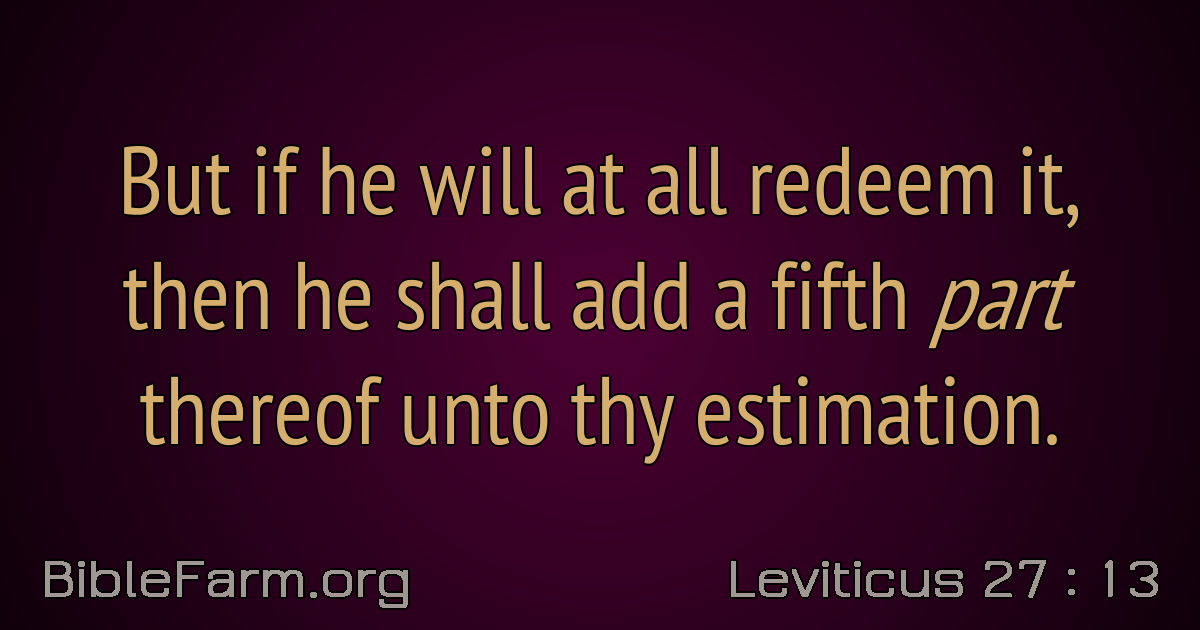 But if he will at all redeem it,
then he shall add a fifth part
thereof unto thy estimation.
BibleFarm.org
Leviticus 27 : 13